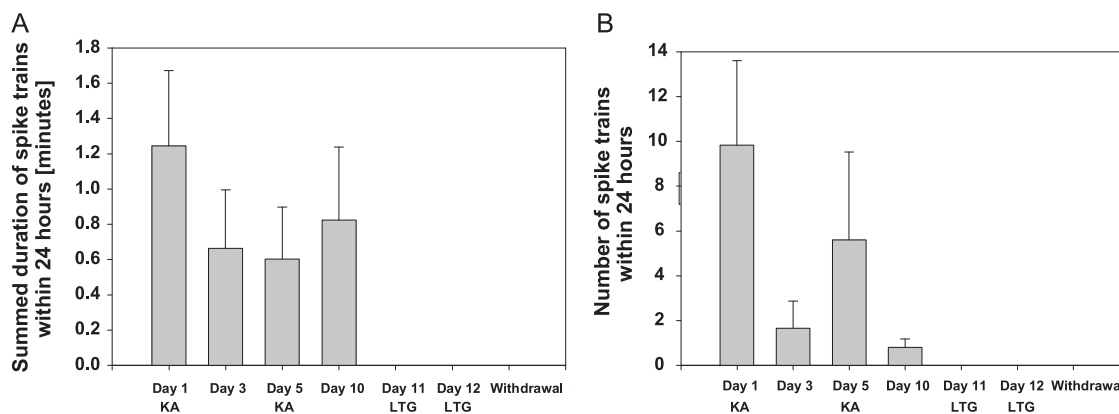 A
Summed duration of spike trains
within 24 hours [minutes]
1.8
1.6
1.4
1.2
1.0
0.8
0.6
0.4
0.2
0.0
Day 1 Day 3 Day 5 Day 10 Day 11 Day 12 Withdrawal
KA KA LTG LTG
B
Number of spike trains
within 24 hours
14
12
10
8
6
4
2
0
Day 1 Day 3 Day 5 Day 10 Day 11 Day 12 Withdrawal
KA KA LTG LTG